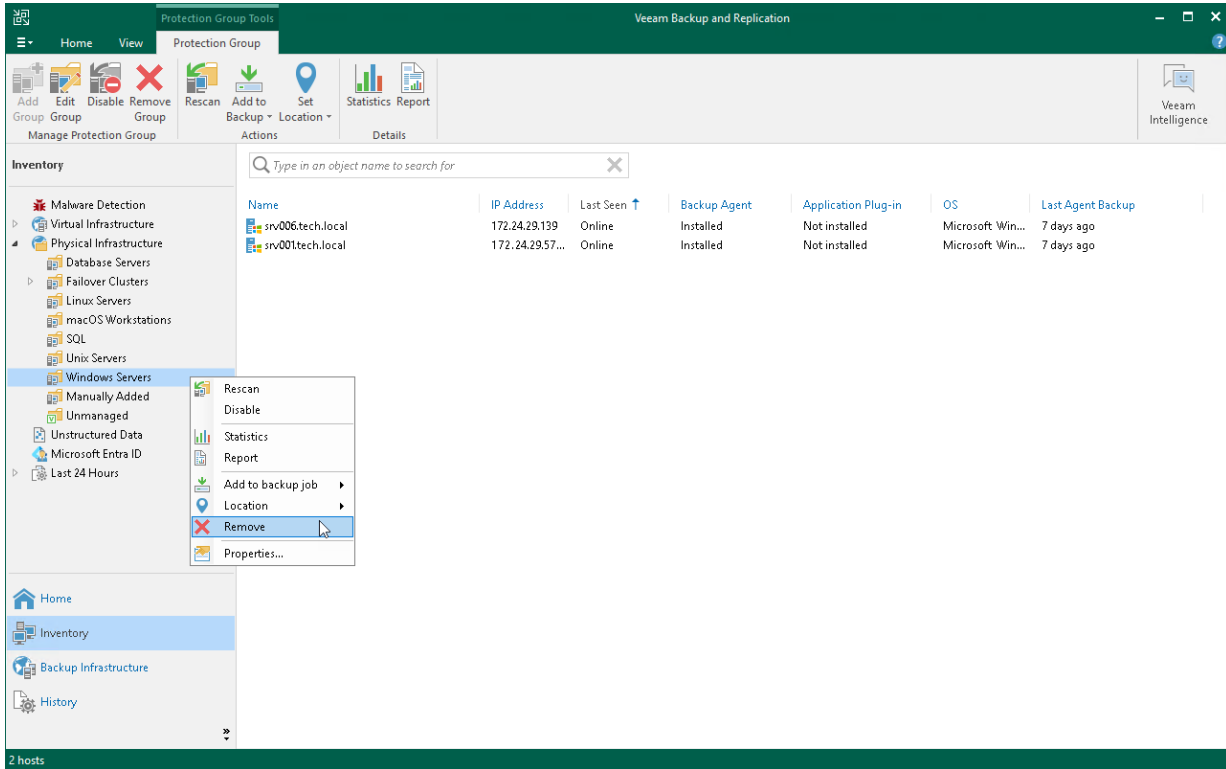 Protection Group Tools
Veeam Backup and Replication
Home View Protection Group
Add Group
Edit Group
Disable
Remove Group
Manage Protection Group
Rescan
Add to Backup
Set Location
Actions
Statistics
Report
Details
Veeam Intelligence
Inventory
Type in an object name to search for
Malware Detection
Virtual Infrastructure
Physical Infrastructure
Database Servers
Failover Clusters
Linux Servers
macOS Workstations
SQL
Unix Servers
Windows Servers
Manually Added
Unmanaged
Unstructured Data
Microsoft Entra ID
Last 24 Hours
Name IP Address Last Seen Backup Agent Application Plug-in OS Last Agent Backup
srv006.tech.local 172.24.29.139 Online Installed Not installed Microsoft Win... 7 days ago
srv001.tech.local 172.24.29.57... Online Installed Not installed Microsoft Win... 7 days ago
Rescan
Disable
Statistics
Report
Add to backup job
Location
Remove
Properties...
Home
Inventory
Backup Infrastructure
History
2 hosts